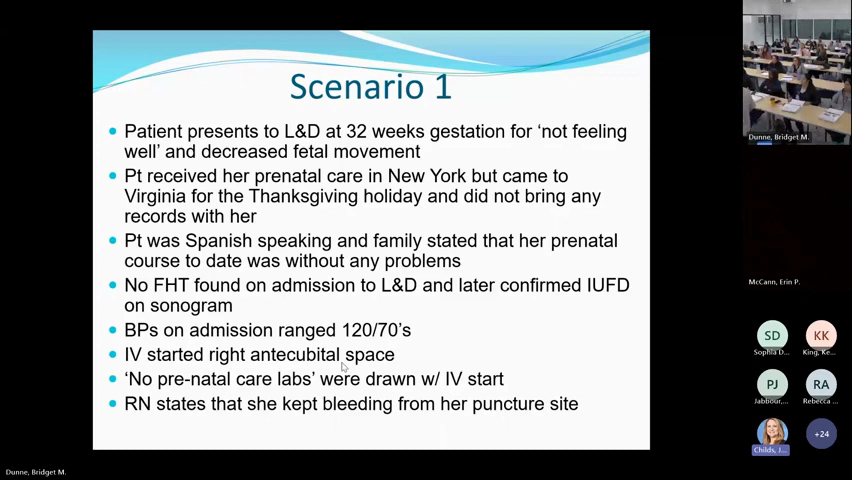 Scenario 1
Patient presents to L&D at 32 weeks gestation for 'not feeling
well' and decreased fetal movement
Pt received her prenatal care in New York but came to
Virginia for the Thanksgiving holiday and did not bring any
records with her
Pt was Spanish speaking and family stated that her prenatal
course to date was without any problems
No FHT found on admission to L&D and later confirmed IUFD
on sonogram
BPs on admission ranged 120/70's
IV started right antecubital space
'No pre-natal care labs' were drawn w/ IV start
RN states that she kept bleeding from her puncture site
Dunne, Bridget M.
McCann, Erin P.
SD
KK
Sophia D...
King, Ke...
PJ
RA
Jabbour,...
Rebecca ...
+24
Childs, J...
Dunne, Bridget M.